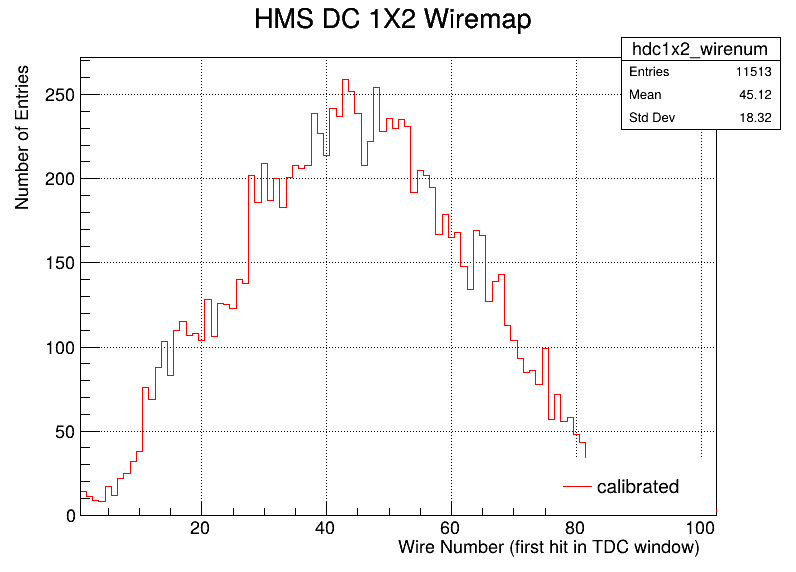 HMS DC 1X2 Wiremap
hdc1x2_wirenum
Entries 11513
Mean 45.12
Std Dev 18.32
Number of Entries
250
200
150
100
50
0
calibrated
20 40 60 80 100
Wire Number (first hit in TDC window)